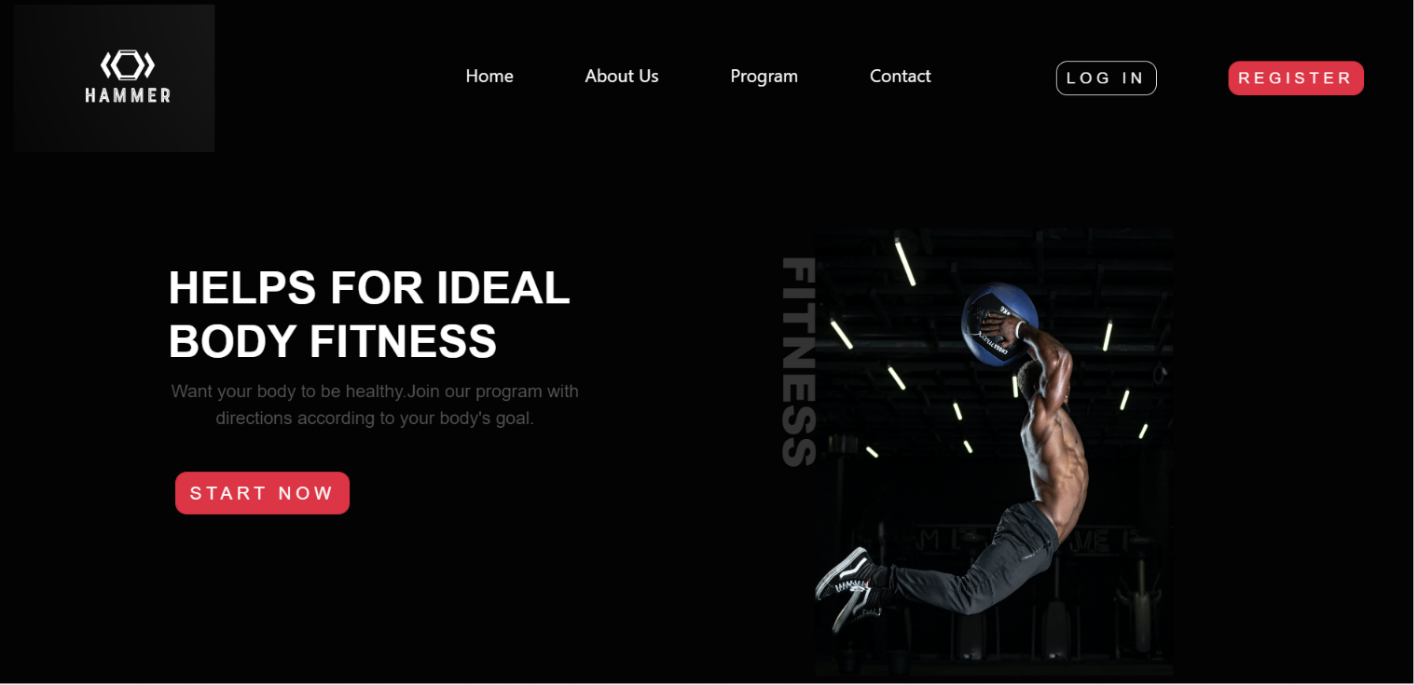 HAMMER
Home
About Us
Program
Contact
LOG IN
REGISTER
HELPS FOR IDEAL
BODY FITNESS
Want your body to be healthy.Join our program with
directions according to your body's goal.
START NOW
FITNESS